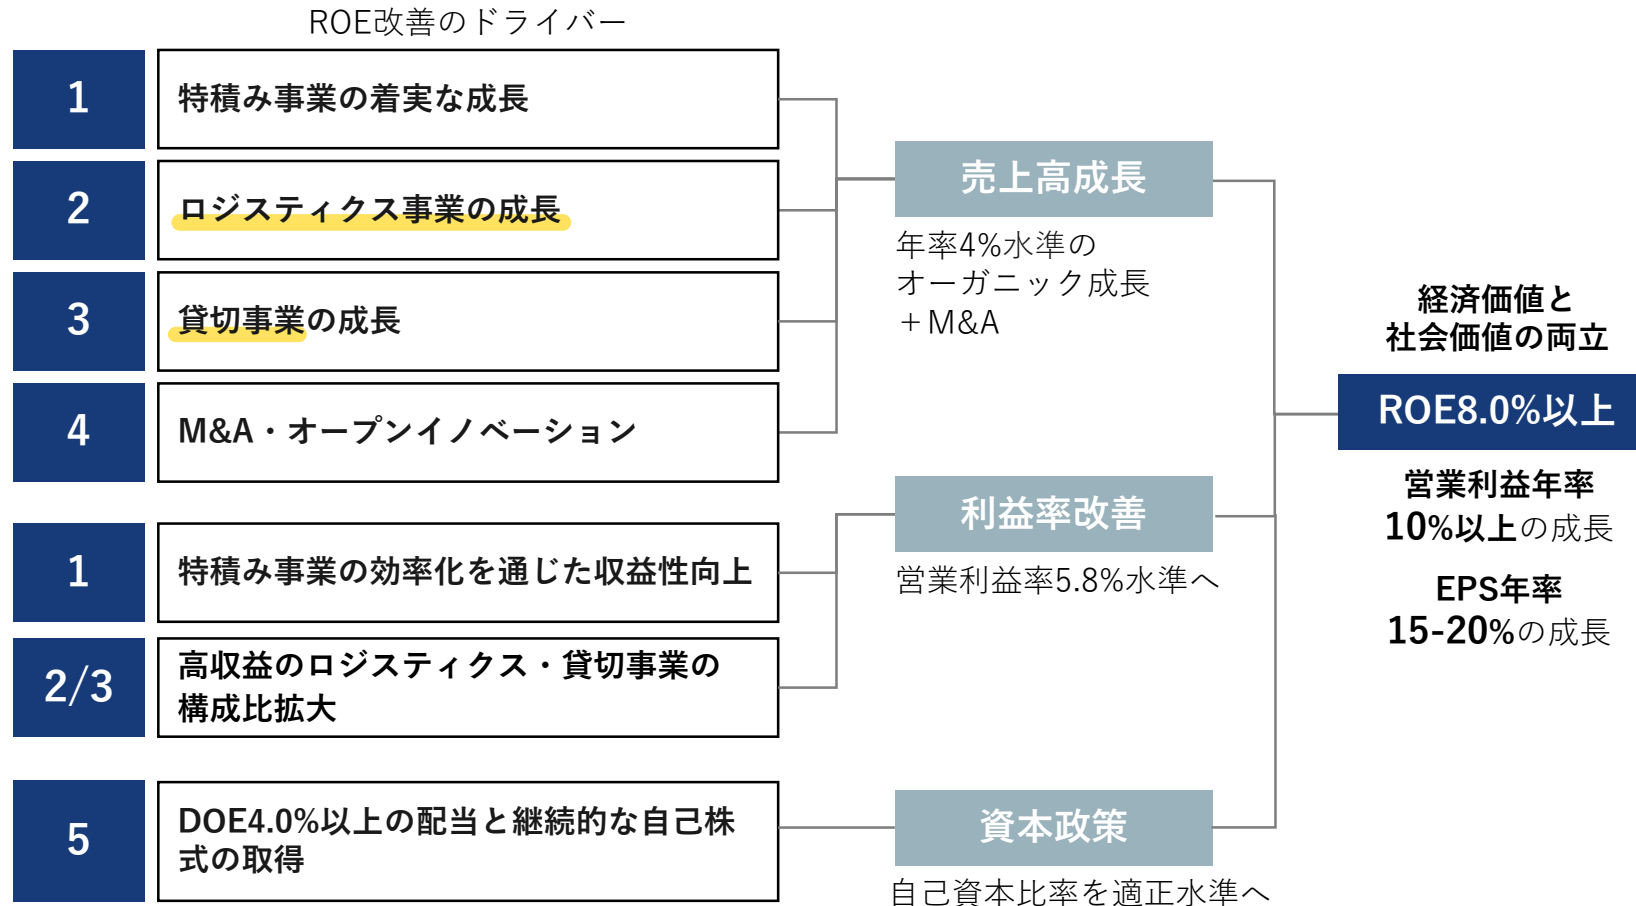 ROE改善のドライバー
1
特積み事業の着実な成長
2
ロジスティクス事業の成長
3
貸切事業の成長
4
M&A・オープンイノベーション
売上高成長
年率4%水準の
オーガニック成長
＋M&A
1
特積み事業の効率化を通じた収益性向上
2/3
高収益のロジスティクス・貸切事業の
構成比拡大
利益率改善
営業利益率5.8%水準へ
5
DOE4.0%以上の配当と継続的な自己株
式の取得
資本政策
自己資本比率を適正水準へ
経済価値と
社会価値の両立
ROE8.0%以上
営業利益年率
10%以上の成長
EPS年率
15-20%の成長